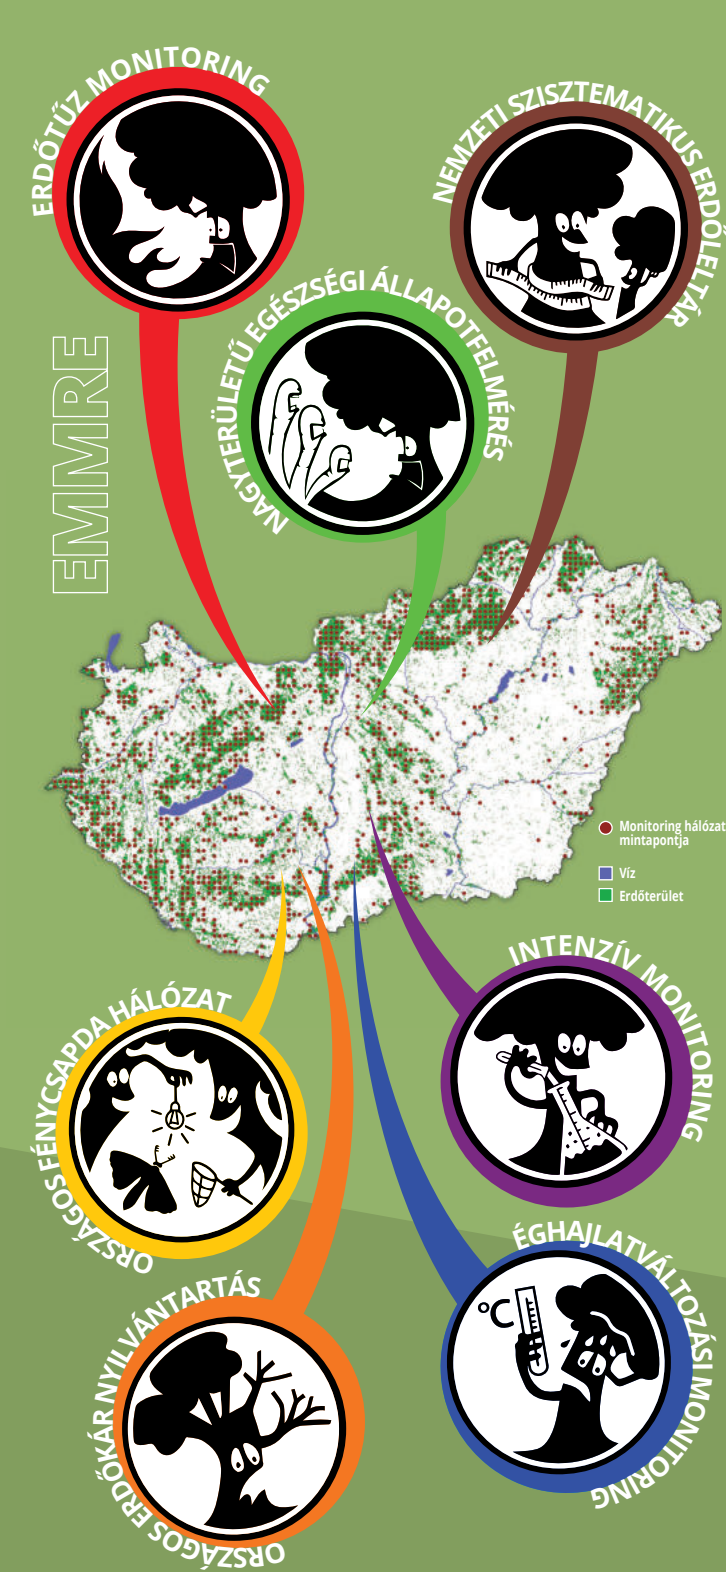 ERDŐTŰZ MONITORING
NEMZETI SZISZTEMATIKUS ERDŐLELTÁR
NAGYTERÜLETŰ EGÉSZSÉGI ÁLLAPOTFELMÉRÉS
EMMRE
Monitoring hálózat
mintapontja
Víz
Erdőterület
INTENZÍV MONITORING
ORSZÁGOS FÉNYCSAPDA HÁLÓZAT
ÉGHAJLATVÁLTOZÁSI MONITORING
°C
ORSZÁGOS ERDŐKÁR NYILVÁNTARTÁS